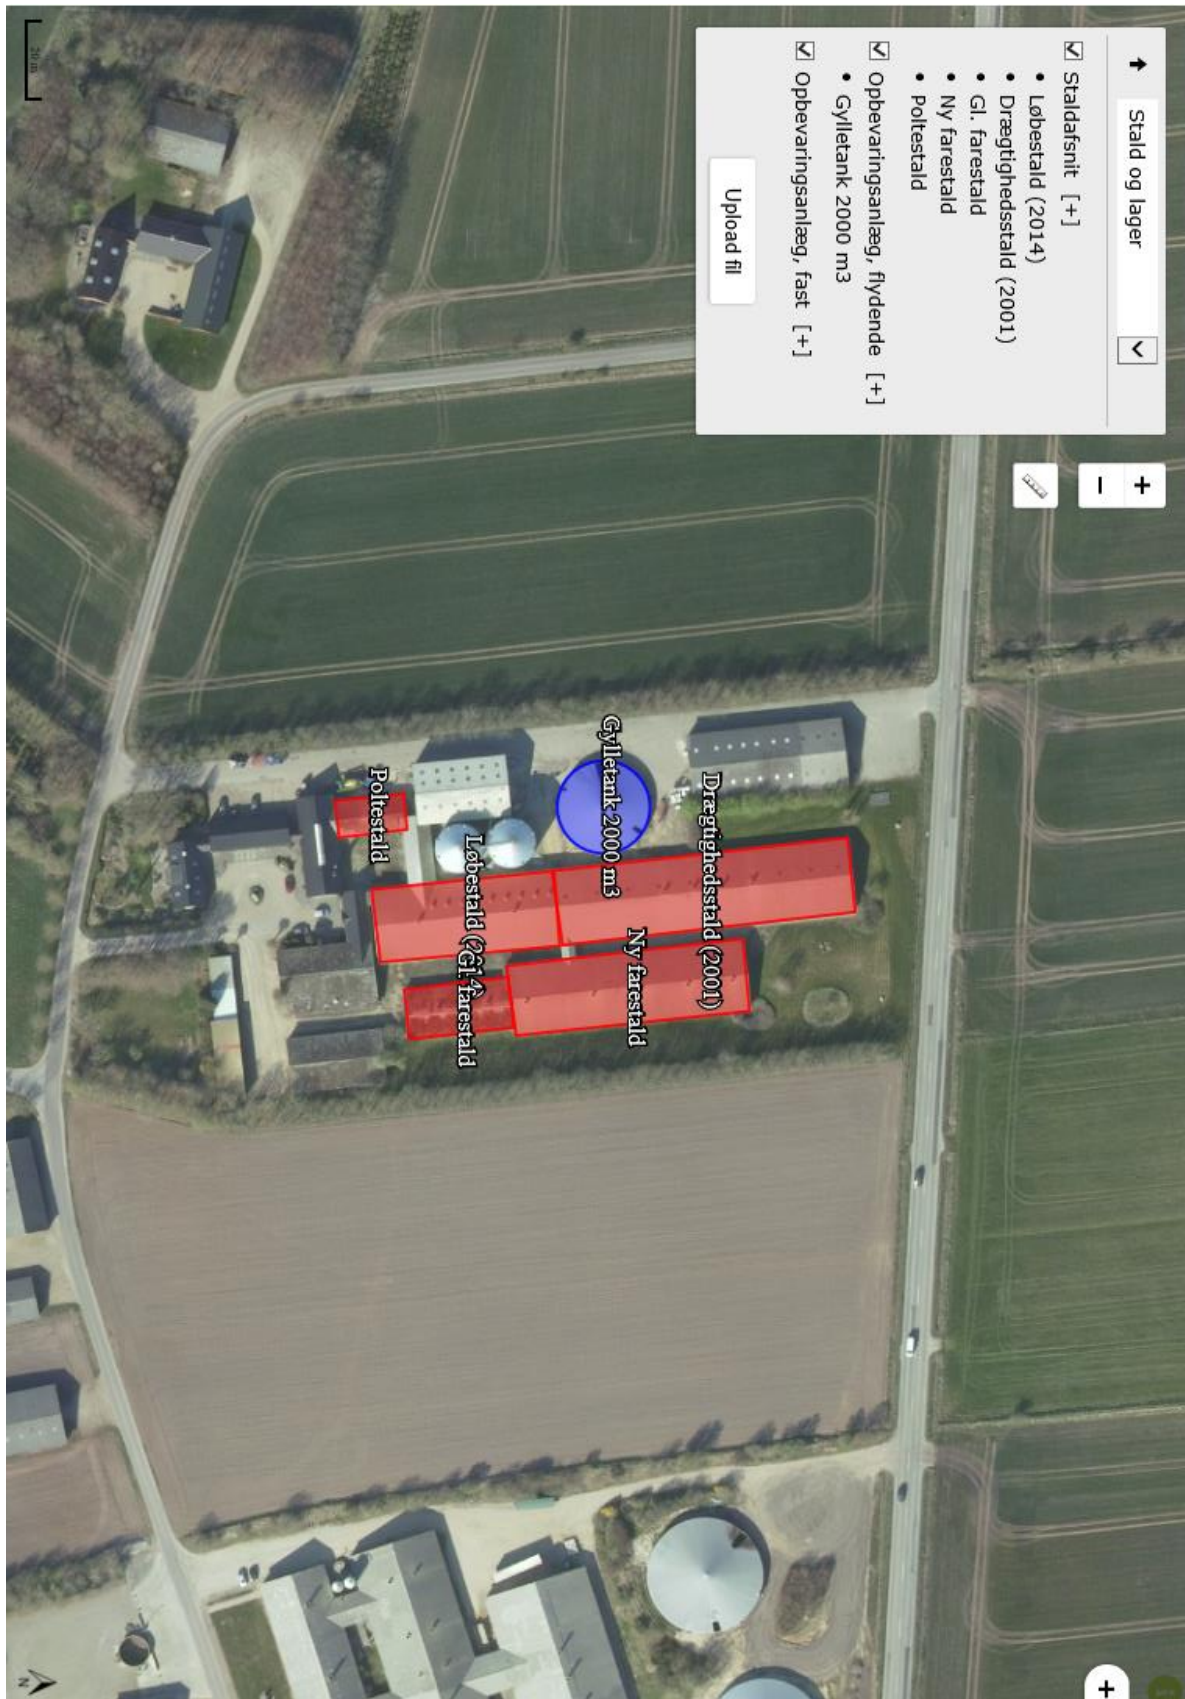 Stald og lager
Staldafsnit [+]
• Løbestald (2014)
• Drægtighedsstald (2001)
• Gl. farestald
• Ny farestald
• Poltestald
Opbevaringsanlæg, flydende [+]
• Gylletank 2000 m3
Opbevaringsanlæg, fast [+]
Upload fil
+
−
Drægtighedsstald (2001)
Ny farestald
Gylletank 2000 m3
Løbestald (2014)
Gl. farestald
Poltestald
20 m
N
+